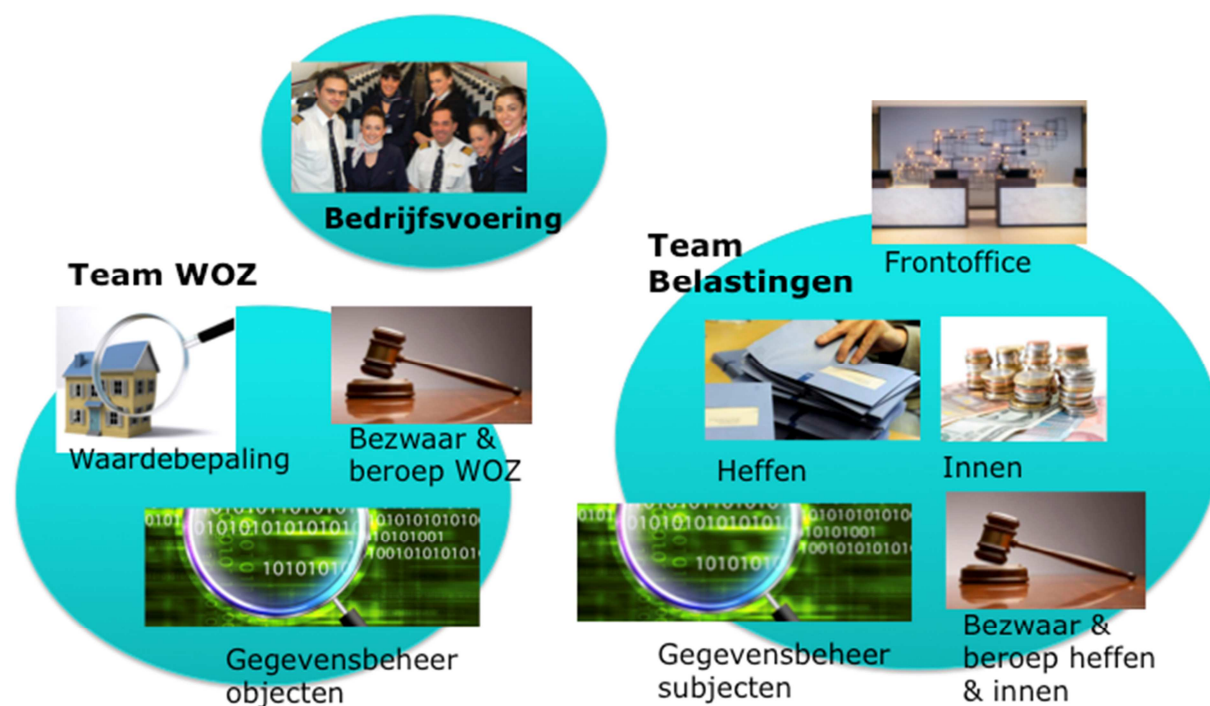 Bedrijfsvoering
Team WOZ
Waardebepaling
Bezwaar &
beroep WOZ
Gegevensbeheer
objecten
Team
Belastingen
Frontoffice
Heffen
Innen
Gegevensbeheer
subjecten
Bezwaar &
beroep heffen
& innen